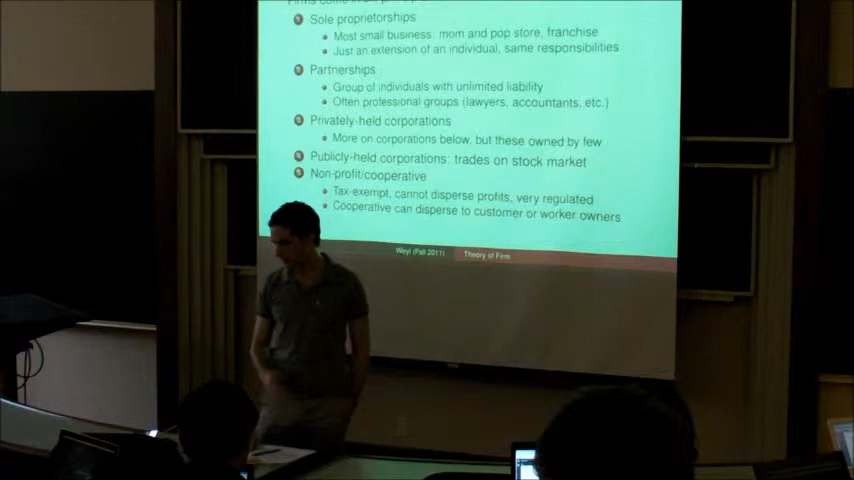 Firms come in
Sole proprietorships
Most small business: mom and pop store, franchise
Just an extension of an individual, same responsibilities
Partnerships
Group of individuals with unlimited liability
Often professional groups (lawyers, accountants, etc.)
Privately-held corporations
More on corporations below, but these owned by few
Publicly-held corporations: trades on stock market
Non-profit/cooperative
Tax-exempt, cannot disperse profits, very regulated
Cooperative can disperse to customer or worker owners
Weyl (Fall 2011) Theory of Firm